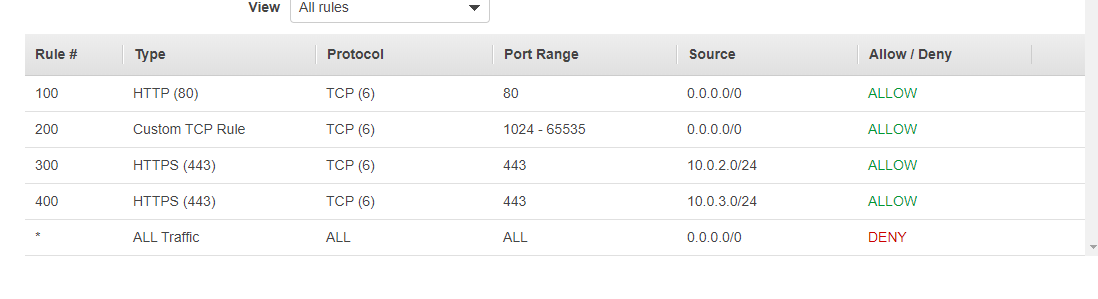 View All rules
Rule # Type Protocol Port Range Source Allow / Deny
100 HTTP (80) TCP (6) 80 0.0.0.0/0 ALLOW
200 Custom TCP Rule TCP (6) 1024 - 65535 0.0.0.0/0 ALLOW
300 HTTPS (443) TCP (6) 443 10.0.2.0/24 ALLOW
400 HTTPS (443) TCP (6) 443 10.0.3.0/24 ALLOW
* ALL Traffic ALL ALL 0.0.0.0/0 DENY